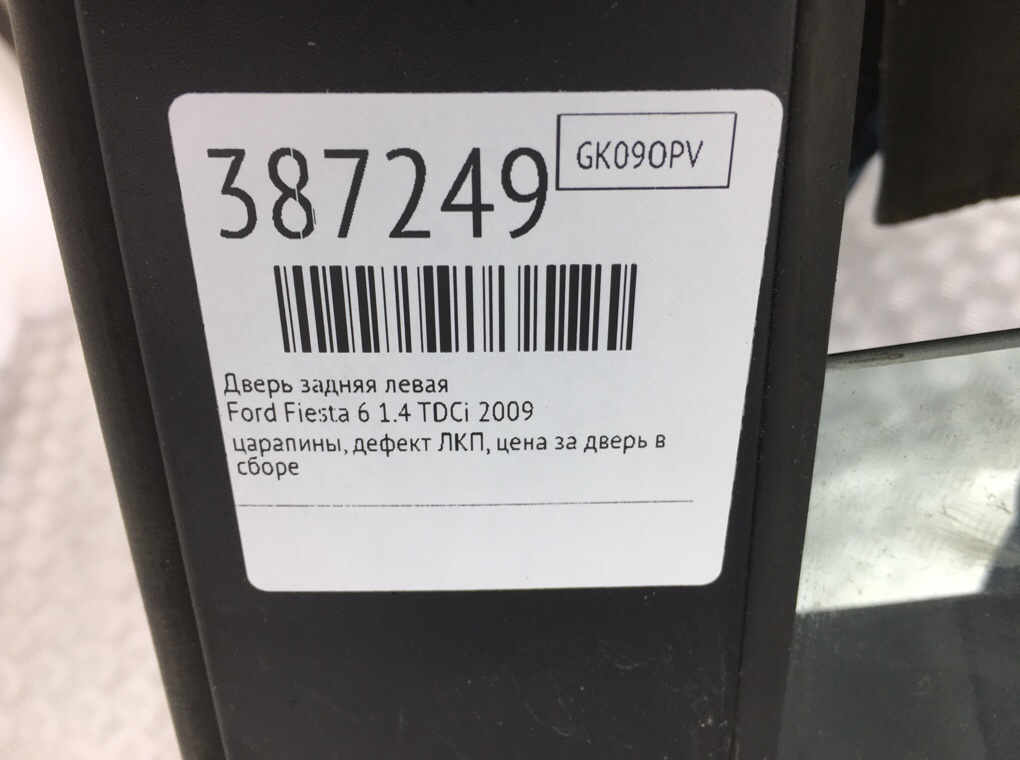 387249
GK09OPV
Дверь задняя левая
Ford Fiesta 6 1.4 TDCi 2009
царапины, дефект ЛКП, цена за дверь в
сборе